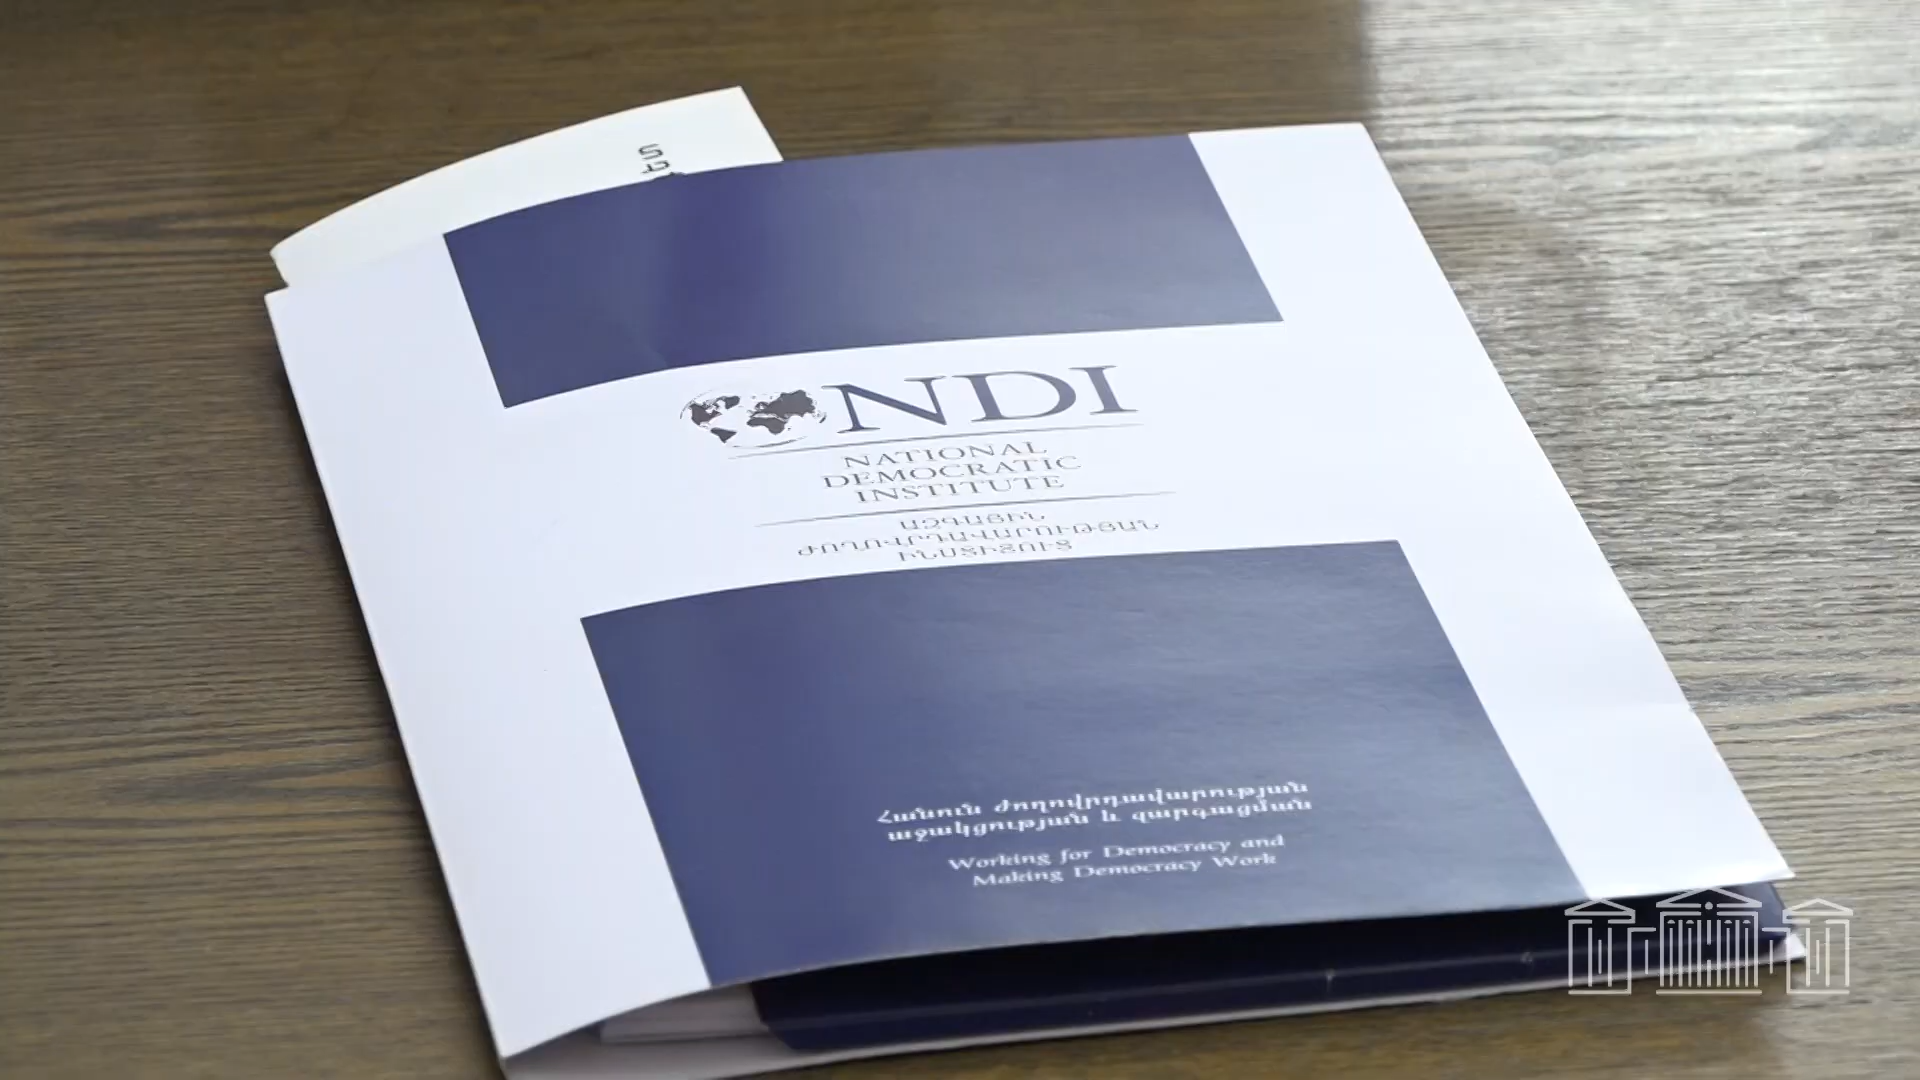 NDI
NATIONAL
DEMOCRATIC
INSTITUTE
ԱԶԳԱՅԻՆ
ԺՈՂՈՎՐԴԱՎԱՐՈՒԹՅԱՆ
ԻՆՍՏԻՏՈՒՏ
Հանուն ժողովրդավարության
աջակցության և զարգացման
Working for Democracy and
Making Democracy Work